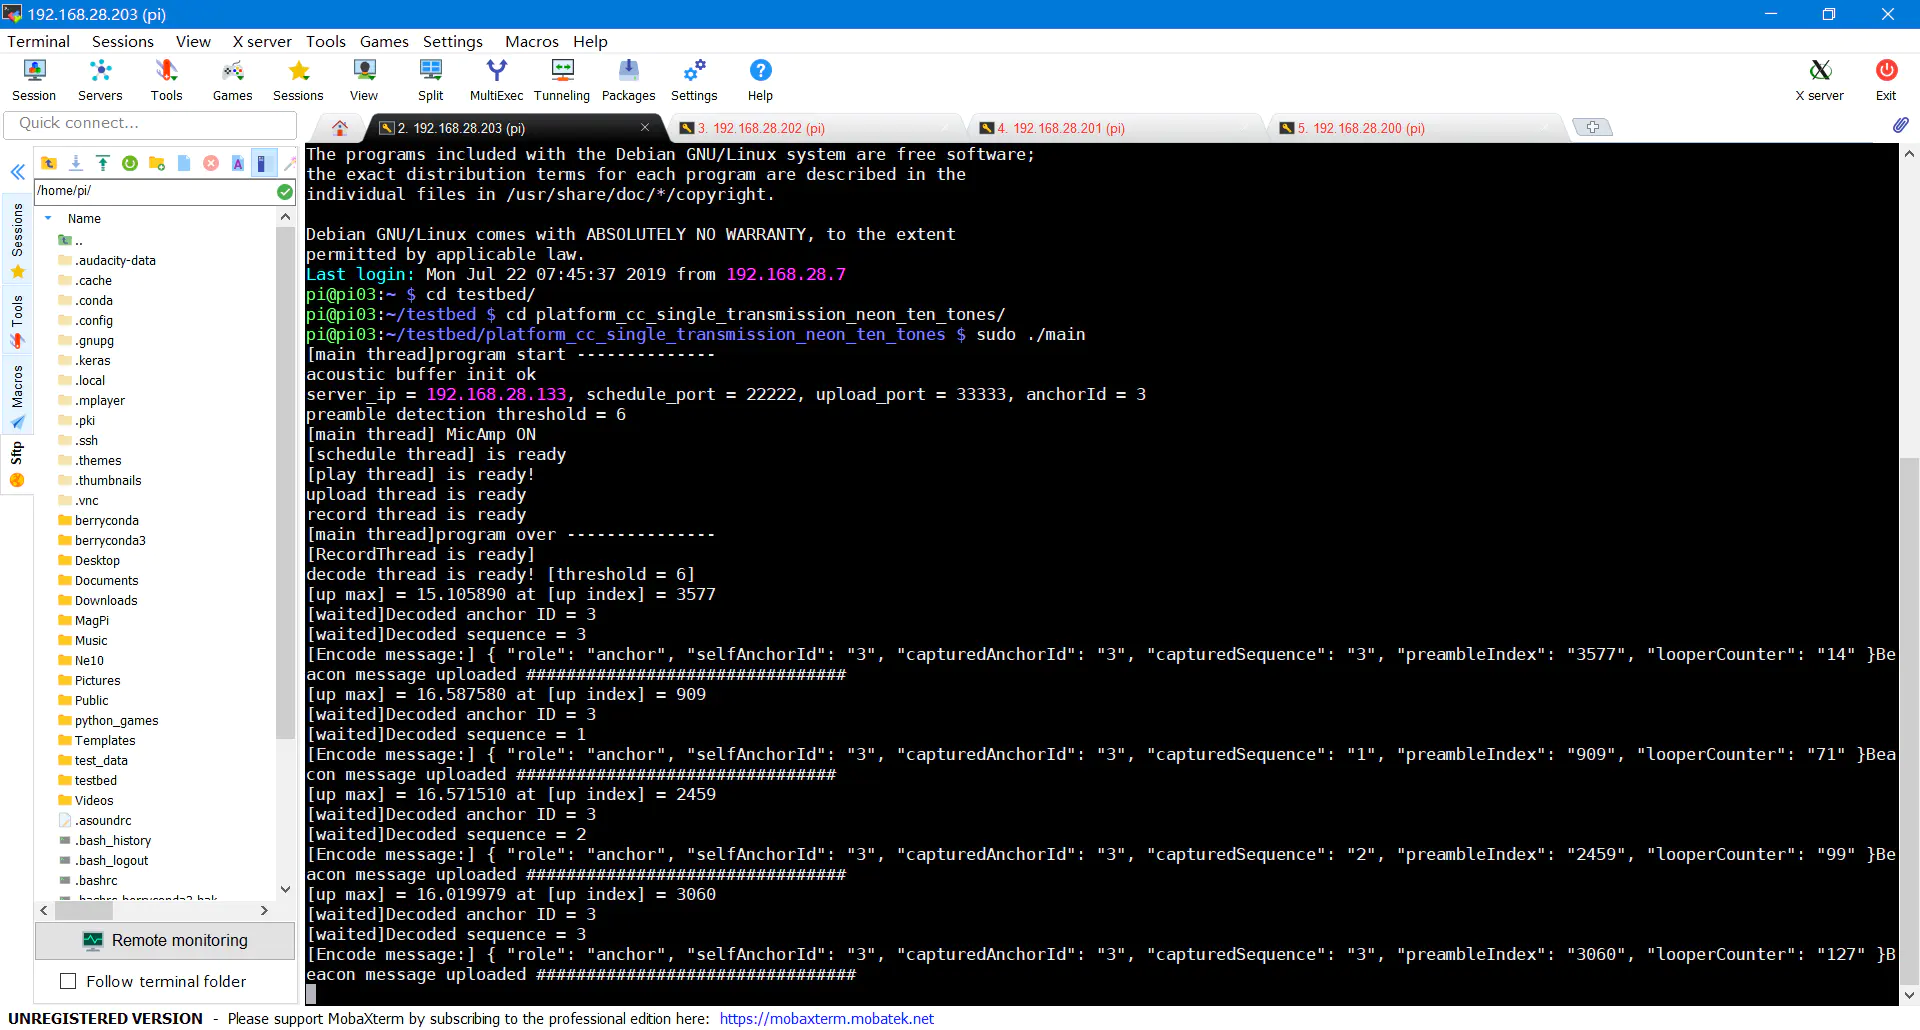 192.168.28.203 (pi)
Terminal Sessions View X server Tools Games Settings Macros Help
Session Servers Tools Games Sessions View Split MultiExec Tunneling Packages Settings Help X server Exit
Quick connect...
2. 192.168.28.203 (pi)
3. 192.168.28.202 (pi)
4. 192.168.28.201 (pi)
5. 192.168.28.200 (pi)
Sessions
Tools
Macros
Sftp
/home/pi/
Name
..
.audacity-data
.cache
.conda
.config
.gnupg
.keras
.local
.mplayer
.pki
.ssh
.themes
.thumbnails
.vnc
berryconda
berryconda3
Desktop
Documents
Downloads
MagPi
Music
Ne10
Pictures
Public
python_games
Templates
test_data
testbed
Videos
.asoundrc
.bash_history
.bash_logout
.bashrc
.bashrc-berryconda3.bak
Remote monitoring
Follow terminal folder
The programs included with the Debian GNU/Linux system are free software;
the exact distribution terms for each program are described in the
individual files in /usr/share/doc/*/copyright.
Debian GNU/Linux comes with ABSOLUTELY NO WARRANTY, to the extent
permitted by applicable law.
Last login: Mon Jul 22 07:45:37 2019 from 192.168.28.7
pi@pi03:~ $ cd testbed/
pi@pi03:~/testbed $ cd platform_cc_single_transmission_neon_ten_tones/
pi@pi03:~/testbed/platform_cc_single_transmission_neon_ten_tones $ sudo ./main
[main thread]program start --------------
acoustic buffer init ok
server_ip = 192.168.28.133, schedule_port = 22222, upload_port = 33333, anchorId = 3
preamble detection threshold = 6
[main thread] MicAmp ON
[schedule thread] is ready
[play thread] is ready!
upload thread is ready
record thread is ready
[main thread]program over ---------------
[RecordThread is ready]
decode thread is ready! [threshold = 6]
[up max] = 15.105890 at [up index] = 3577
[waited]Decoded anchor ID = 3
[waited]Decoded sequence = 3
[Encode message:] { "role": "anchor", "selfAnchorId": "3", "capturedAnchorId": "3", "capturedSequence": "3", "preambleIndex": "3577", "looperCounter": "14" }Be
acon message uploaded ################################
[up max] = 16.587580 at [up index] = 909
[waited]Decoded anchor ID = 3
[waited]Decoded sequence = 1
[Encode message:] { "role": "anchor", "selfAnchorId": "3", "capturedAnchorId": "3", "capturedSequence": "1", "preambleIndex": "909", "looperCounter": "71" }Bea
con message uploaded ################################
[up max] = 16.571510 at [up index] = 2459
[waited]Decoded anchor ID = 3
[waited]Decoded sequence = 2
[Encode message:] { "role": "anchor", "selfAnchorId": "3", "capturedAnchorId": "3", "capturedSequence": "2", "preambleIndex": "2459", "looperCounter": "99" }Be
acon message uploaded ################################
[up max] = 16.019979 at [up index] = 3060
[waited]Decoded anchor ID = 3
[waited]Decoded sequence = 3
[Encode message:] { "role": "anchor", "selfAnchorId": "3", "capturedAnchorId": "3", "capturedSequence": "3", "preambleIndex": "3060", "looperCounter": "127" }B
eacon message uploaded ################################
UNREGISTERED VERSION - Please support MobaXterm by subscribing to the professional edition here: https://mobaxterm.mobatek.net